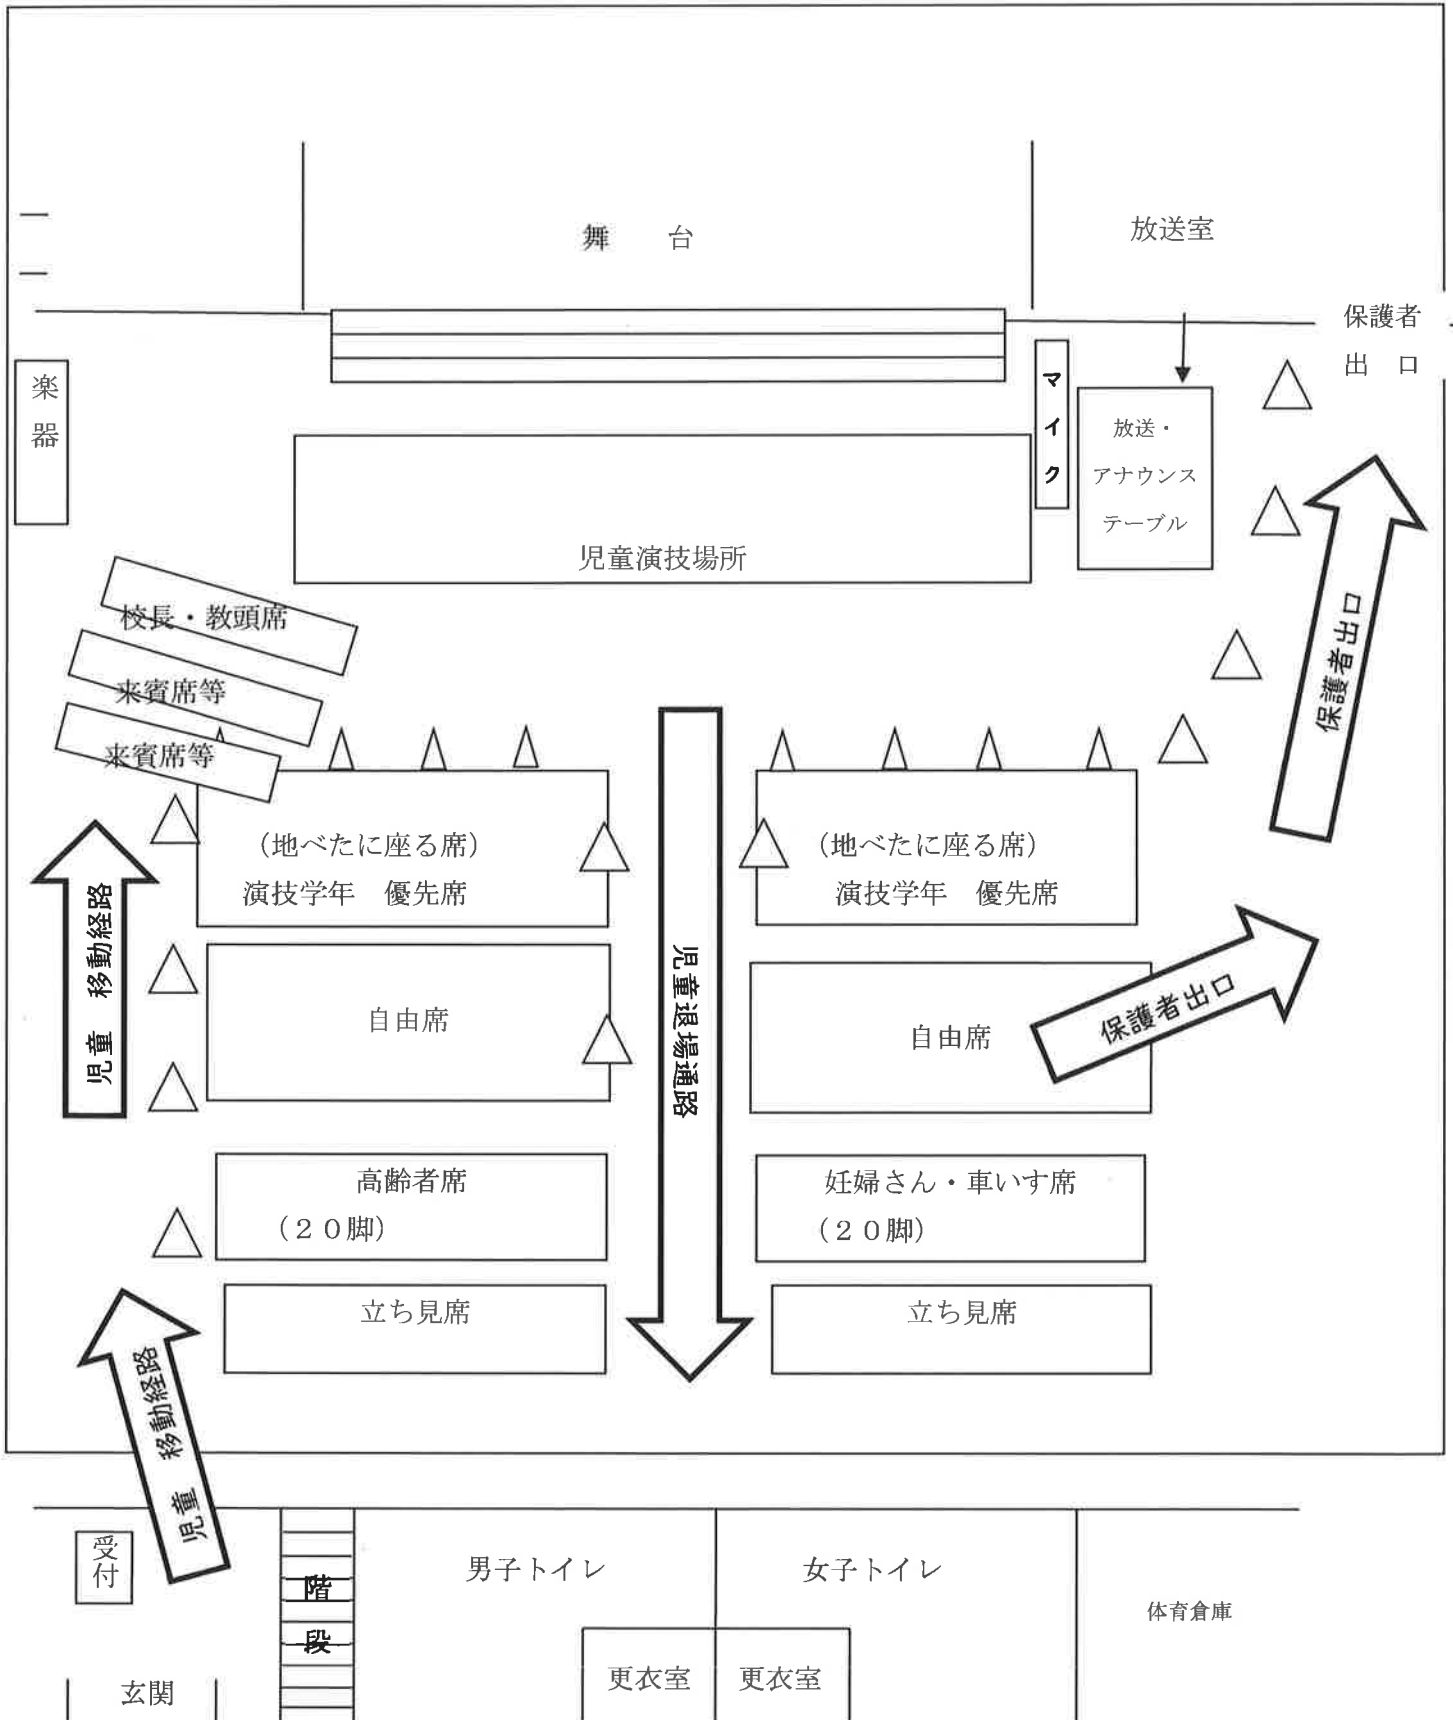 舞　台
放送室
保護者
出　口
楽
器
マイク
放送・
アナウンス
テーブル
児童演技場所
校長・教頭席
来賓席等
来賓席等
保護者出口
（地べたに座る席）
演技学年　優先席
（地べたに座る席）
演技学年　優先席
児童　移動経路
児童退場通路
自由席
自由席
保護者出口
高齢者席
（２０脚）
妊婦さん・車いす席
（２０脚）
立ち見席
立ち見席
児童　移動経路
受
付
階
段
男子トイレ
女子トイレ
体育倉庫
更衣室
更衣室
玄関